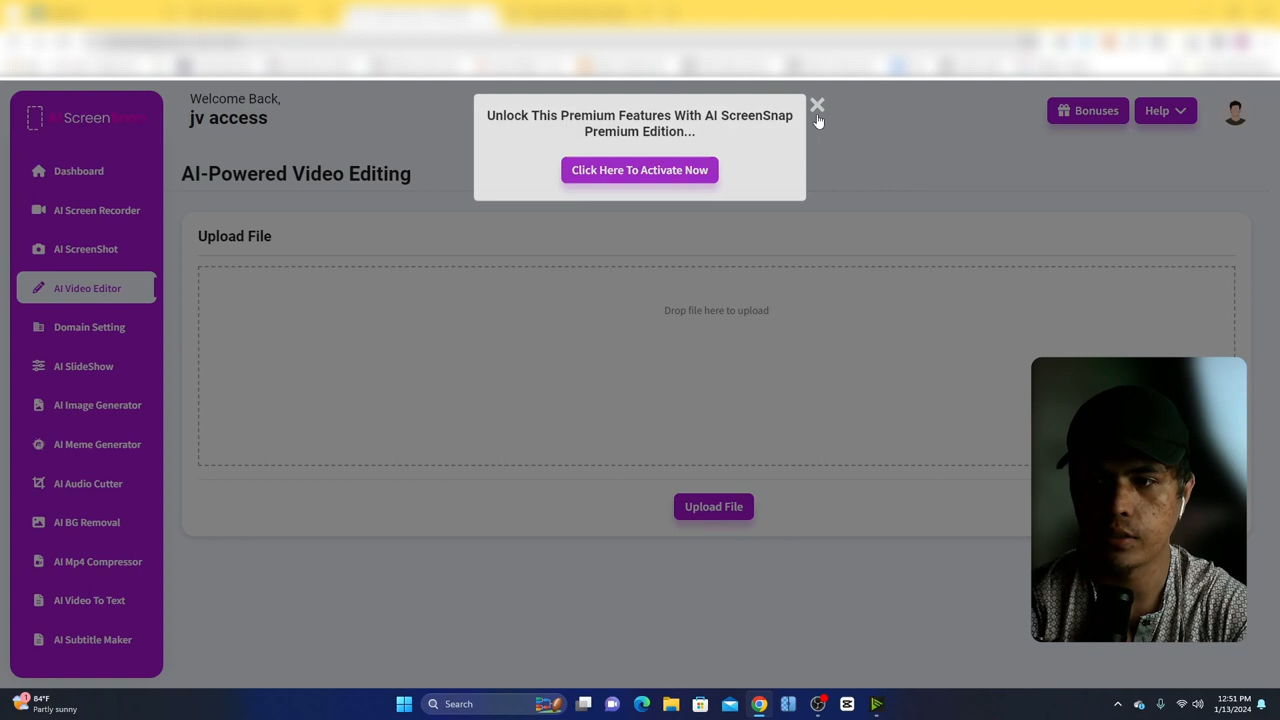 AI Screen
Welcome Back,
jv access
Unlock This Premium Features With AI ScreenSnap
Premium Edition...
Click Here To Activate Now
Bonuses
Help
Dashboard
AI Screen Recorder
AI ScreenShot
AI Video Editor
Domain Setting
AI SlideShow
AI Image Generator
AI Meme Generator
AI Audio Cutter
AI BG Removal
AI Mp4 Compressor
AI Video To Text
AI Subtitle Maker
AI-Powered Video Editing
Upload File
Drop file here to upload
Upload File
1
84°F
Partly sunny
Search
12:51 PM
1/13/2024